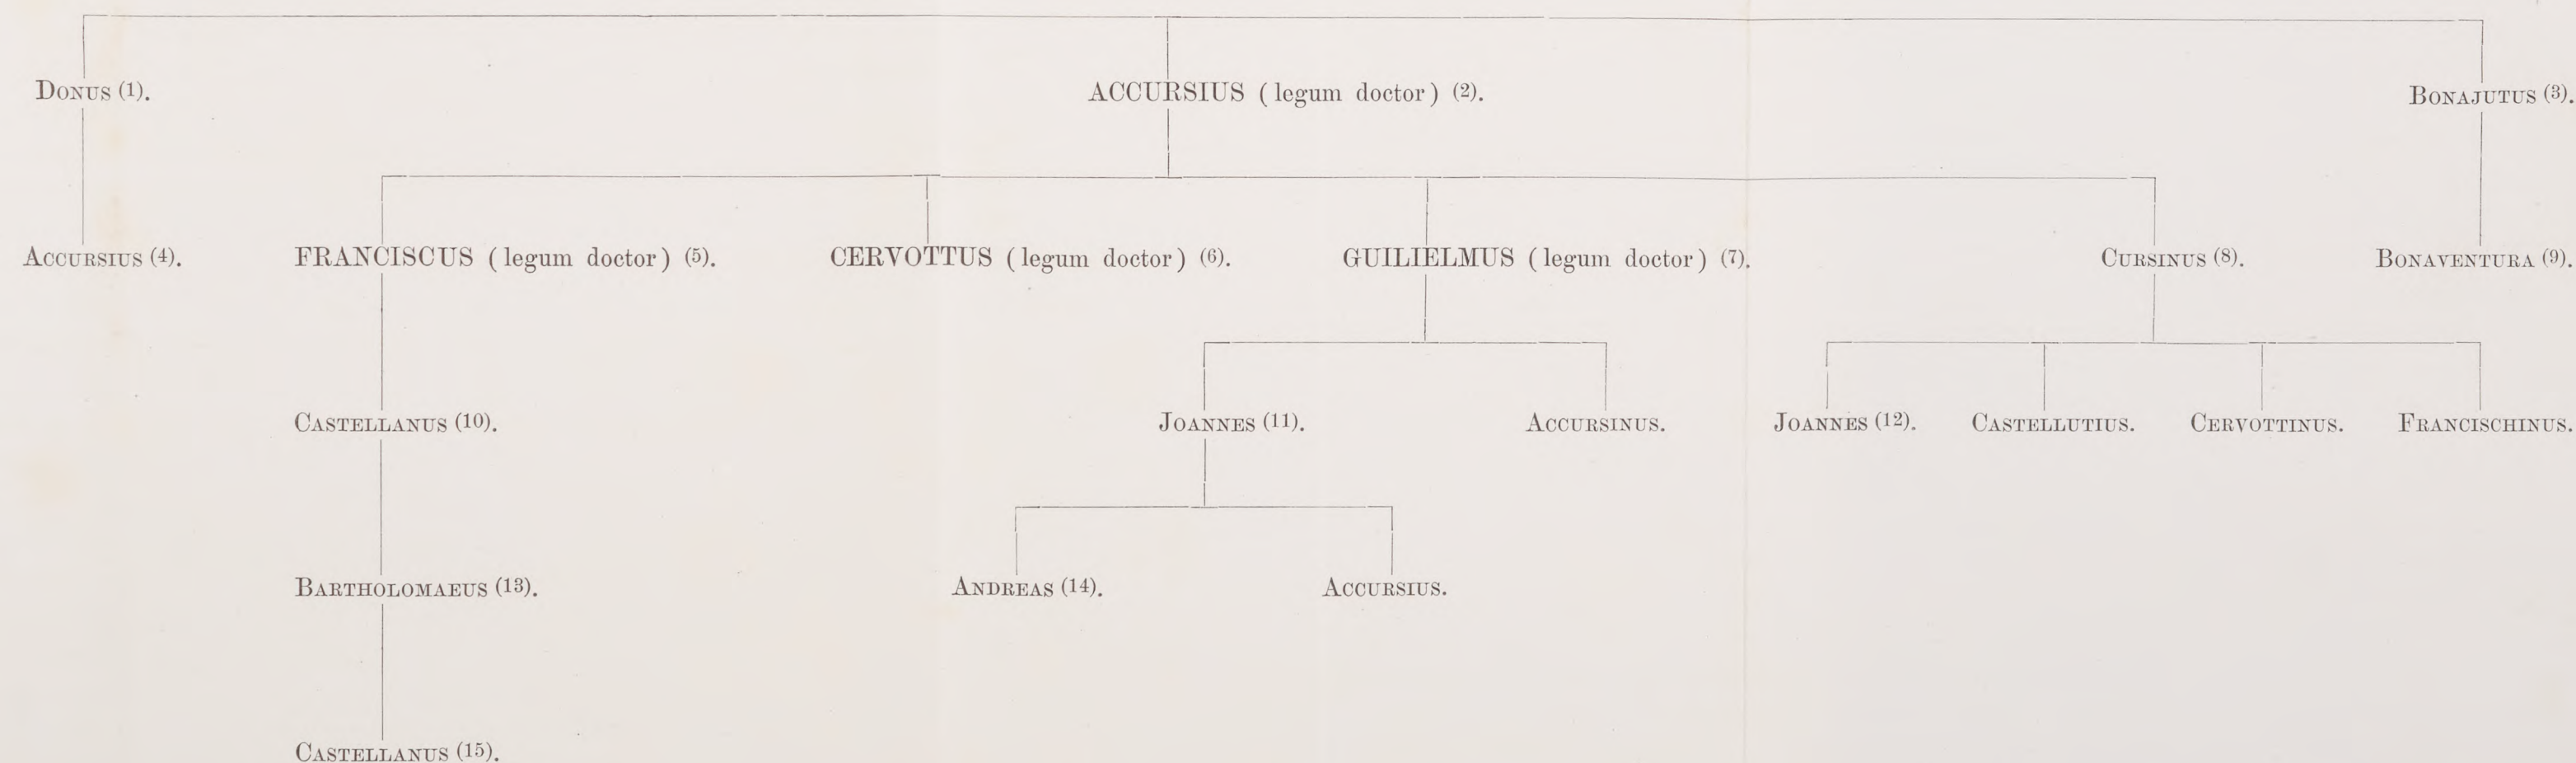 DONUS (1). ACCURSIUS (legum doctor) (2). BONAJUTUS (3).
ACCURSIUS (4). FRANCISCUS (legum doctor) (5). CERVOTTUS (legum doctor) (6). GUILIELMUS (legum doctor) (7). CURSINUS (8). BONAVENTURA (9).
CASTELLANUS (10). JOANNES (11). ACCURSINUS. JOANNES (12). CASTELLUTIUS. CERVOTTINUS. FRANCISCHINUS.
BARTHOLOMAEUS (13). ANDREAS (14). ACCURSIUS.
CASTELLANUS (15).